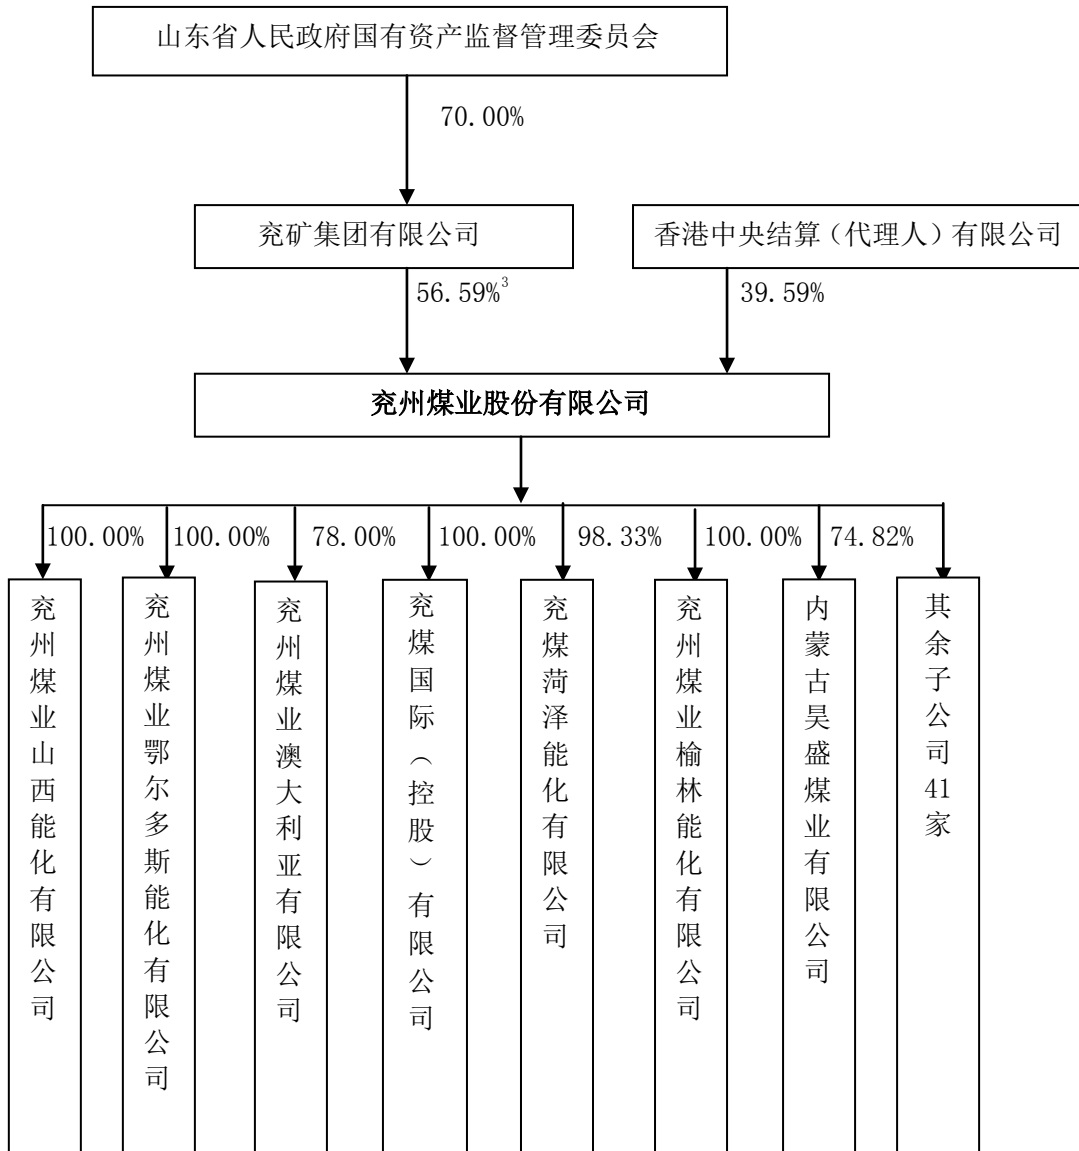 山东省人民政府国有资产监督管理委员会
70.00%
兖矿集团有限公司
香港中央结算（代理人）有限公司
56.59%3
39.59%
兖州煤业股份有限公司
100.00%
100.00%
78.00%
100.00%
98.33%
100.00%
74.82%
兖州煤业山西能化有限公司
兖州煤业鄂尔多斯能化有限公司
兖州煤业澳大利亚有限公司
兖煤国际（控股）有限公司
兖煤菏泽能化有限公司
兖州煤业榆林能化有限公司
内蒙古昊盛煤业有限公司
其余子公司41家